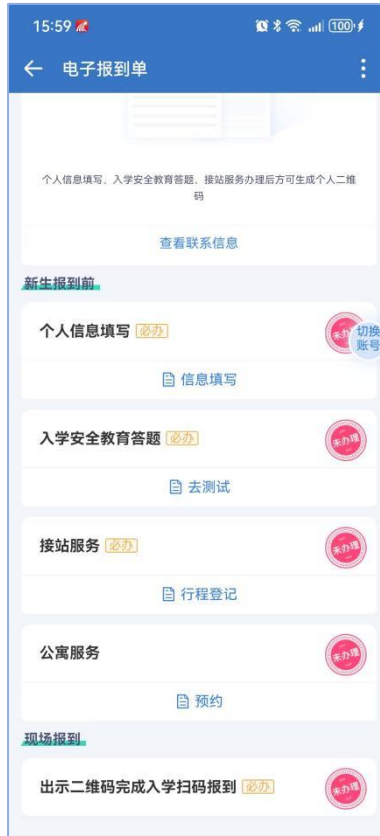 15:59
100
电子报到单
个人信息填写、入学安全教育答题、接站服务办理后方可生成个人二维
码
查看联系信息
新生报到前
个人信息填写 必办
未办
切换
账号
信息填写
入学安全教育答题 必办
未办理
去测试
接站服务 必办
未办理
行程登记
公寓服务
未办理
预约
现场报到
出示二维码完成入学扫码报到 必办
未办理